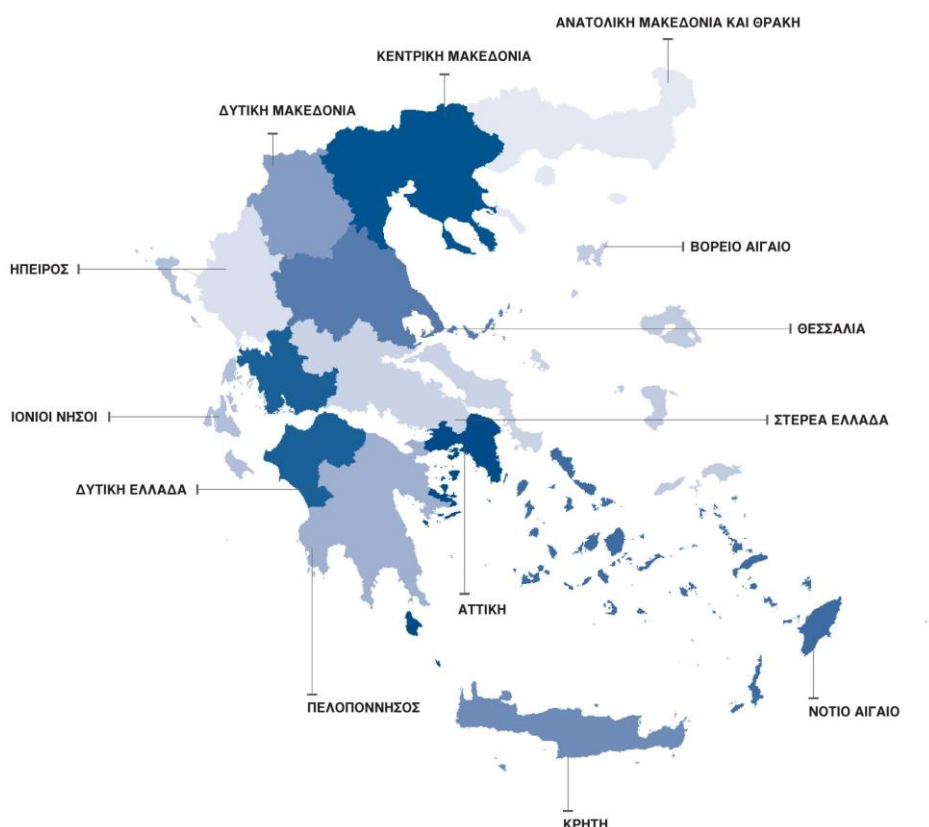 ΑΝΑΤΟΛΙΚΗ ΜΑΚΕΔΟΝΙΑ ΚΑΙ ΘΡΑΚΗ
ΚΕΝΤΡΙΚΗ ΜΑΚΕΔΟΝΙΑ
ΔΥΤΙΚΗ ΜΑΚΕΔΟΝΙΑ
ΒΟΡΕΙΟ ΑΙΓΑΙΟ
ΗΠΕΙΡΟΣ
ΘΕΣΣΑΛΙΑ
ΙΟΝΙΟΙ ΝΗΣΟΙ
ΣΤΕΡΕΑ ΕΛΛΑΔΑ
ΔΥΤΙΚΗ ΕΛΛΑΔΑ
ΑΤΤΙΚΗ
ΠΕΛΟΠΟΝΝΗΣΟΣ
ΝΟΤΙΟ ΑΙΓΑΙΟ
ΚΡΗΤΗ